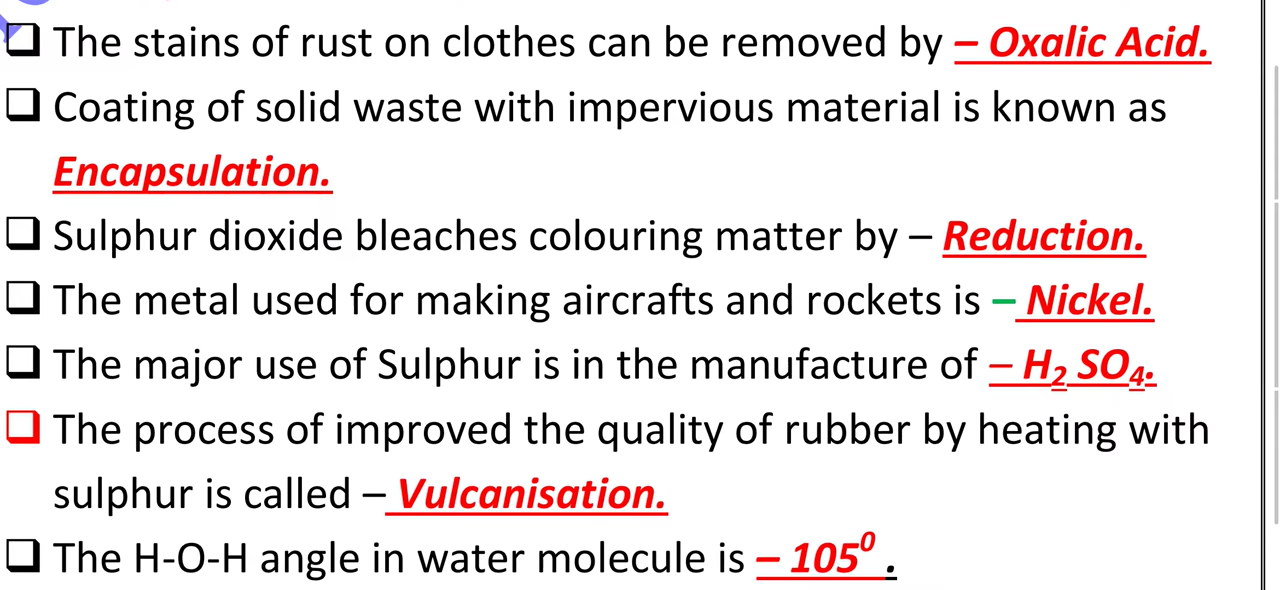 ❑ The stains of rust on clothes can be removed by – Oxalic Acid.
❑ Coating of solid waste with impervious material is known as
Encapsulation.
❑ Sulphur dioxide bleaches colouring matter by – Reduction.
❑ The metal used for making aircrafts and rockets is – Nickel.
❑ The major use of Sulphur is in the manufacture of – H₂ SO₄.
❑ The process of improved the quality of rubber by heating with
sulphur is called – Vulcanisation.
❑ The H-O-H angle in water molecule is – 105⁰ .